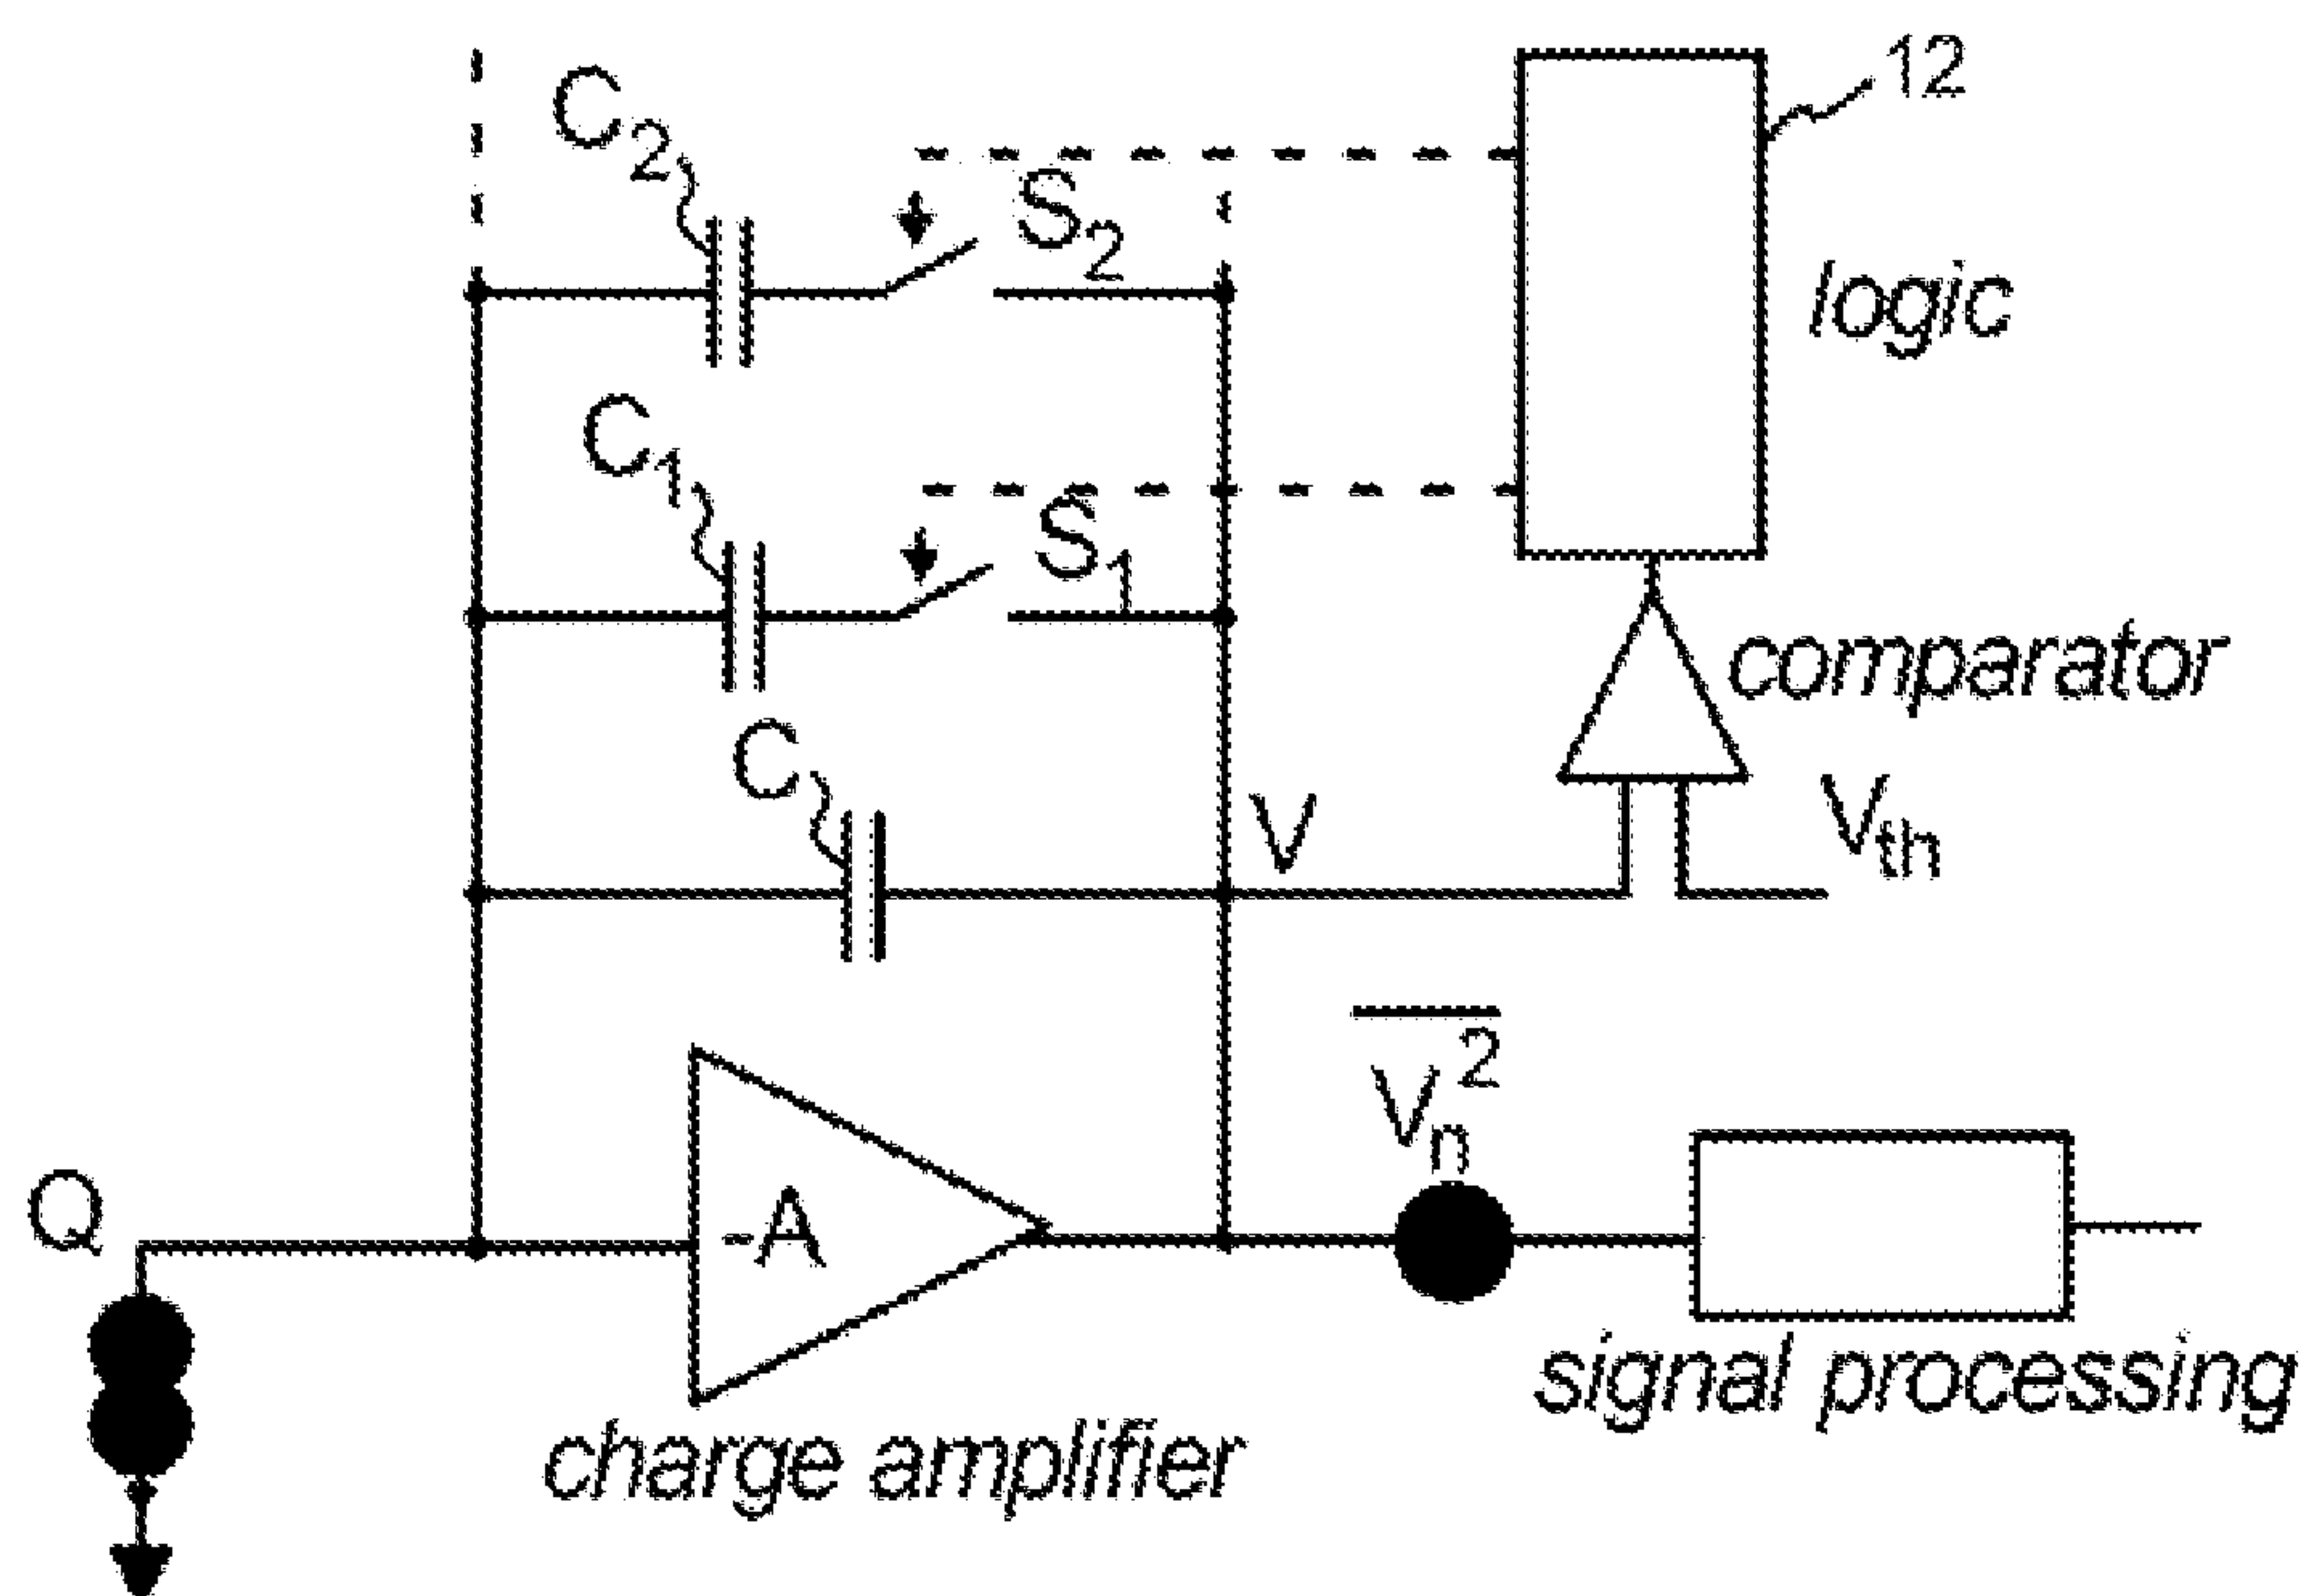 12
C2
S2
logic
C1
S1
comparator
C
V
Vth
Vn2
Q
-A
signal processing
charge amplifier